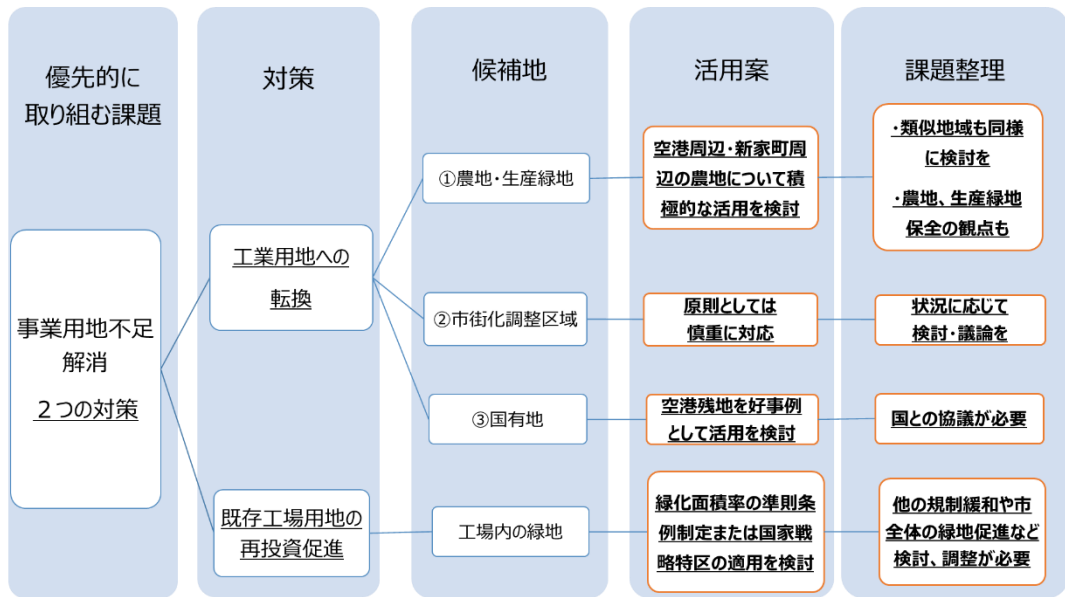 優先的に
取り組む課題
対策
候補地
活用案
課題整理
事業用地不足
解消
２つの対策
工業用地への
転換
既存工場用地の
再投資促進
①農地・生産緑地
②市街化調整区域
③国有地
工場内の緑地
空港周辺・新家町周
辺の農地について積
極的な活用を検討
原則としては
慎重に対応
空港残地を好事例
として活用を検討
緑化面積率の準則条
例制定または国家戦
略特区の適用を検討
・類似地域も同様
に検討を
・農地、生産緑地
保全の観点も
状況に応じて
検討・議論を
国との協議が必要
他の規制緩和や市
全体の緑地促進など
検討、調整が必要